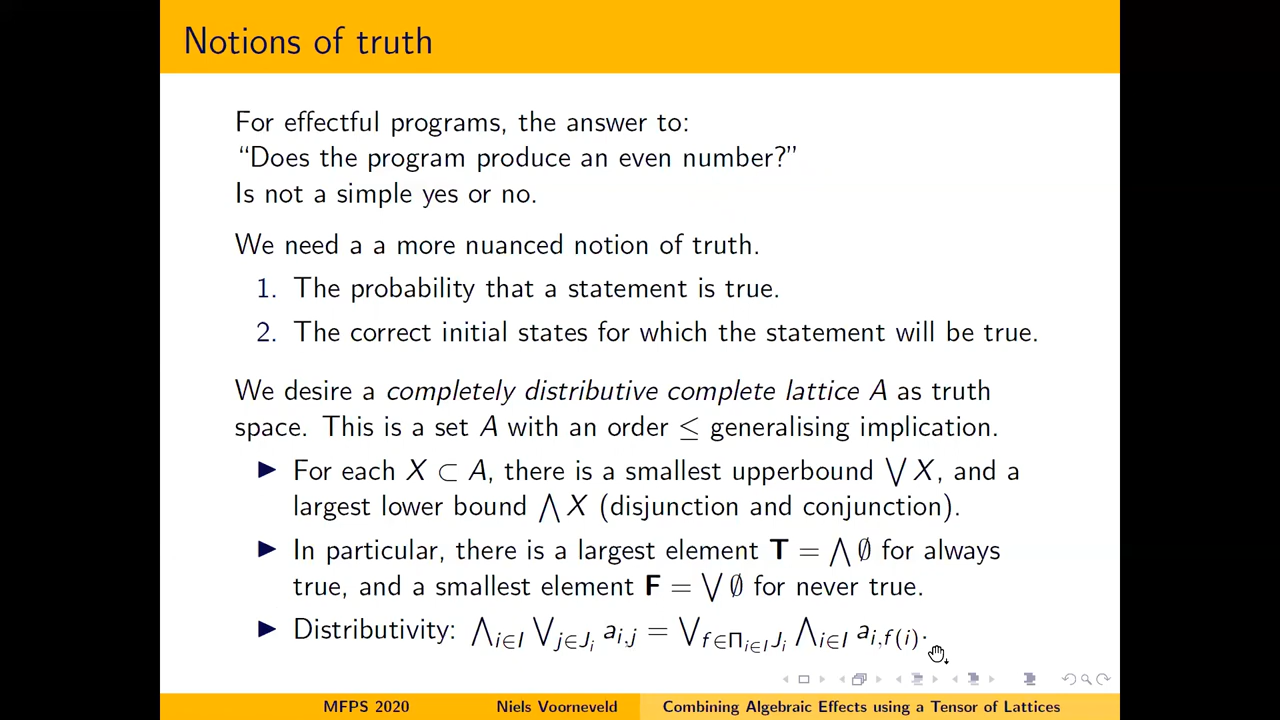 Notions of truth
For effectful programs, the answer to:
“Does the program produce an even number?”
Is not a simple yes or no.
We need a a more nuanced notion of truth.
1. The probability that a statement is true.
2. The correct initial states for which the statement will be true.
We desire a completely distributive complete lattice A as truth
space. This is a set A with an order ≤ generalising implication.
▶ For each X ⊂ A, there is a smallest upperbound ⋁ X, and a
largest lower bound ⋀ X (disjunction and conjunction).
▶ In particular, there is a largest element T = ⋀ ∅ for always
true, and a smallest element F = ⋁ ∅ for never true.
▶ Distributivity: ⋀_{i∈I} ⋁_{j∈J_i} a_{i,j} = ⋁_{f∈Π_{i∈I}J_i} ⋀_{i∈I} a_{i,f(i)}.
MFPS 2020 Niels Voorneveld Combining Algebraic Effects using a Tensor of Lattices